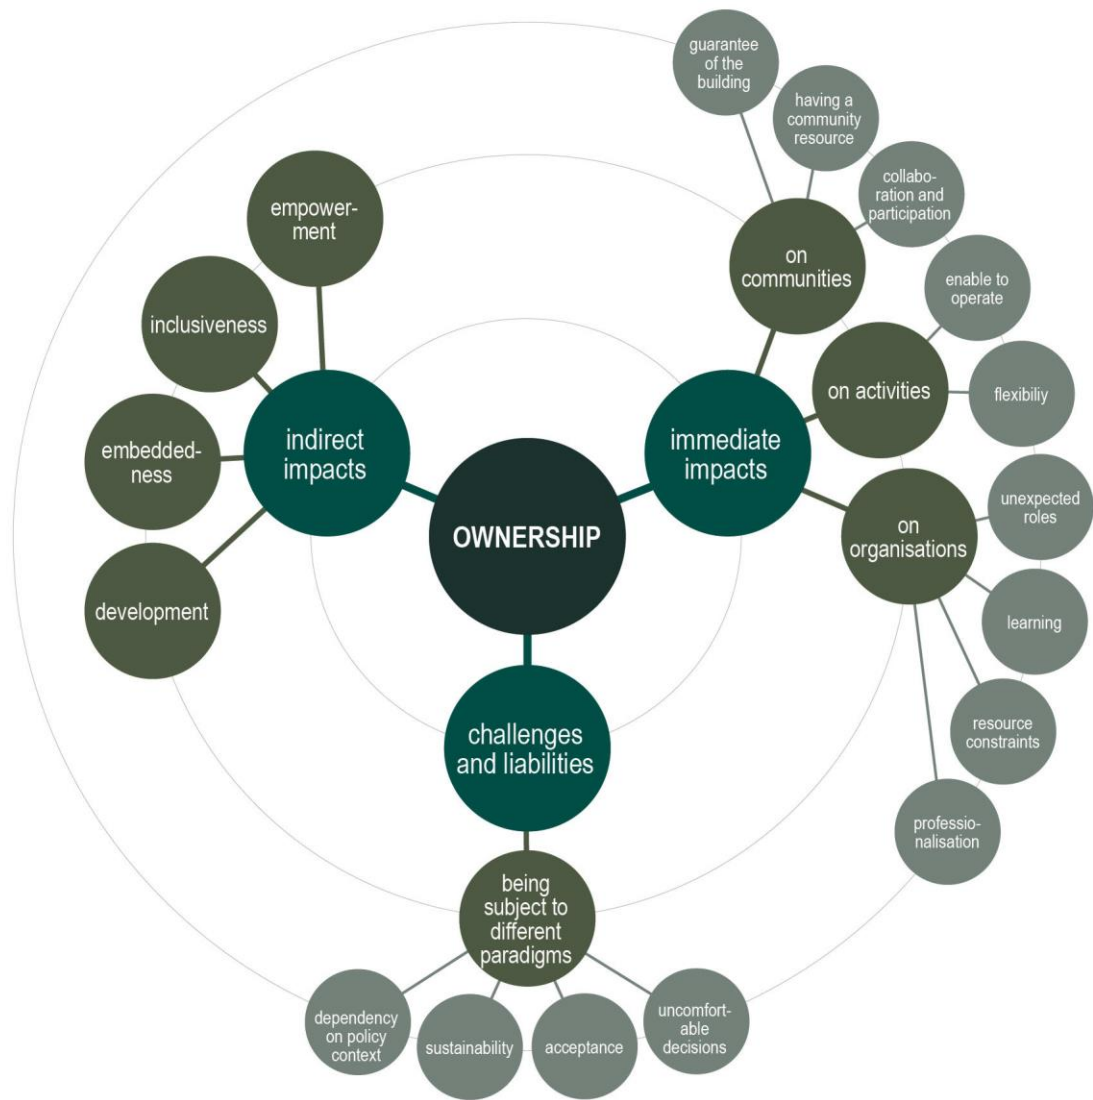 guarantee
of the
building
having a
community
resource
collabo-
ration and
participation
empower-
ment
on
communities
enable to
operate
inclusiveness
on activities
flexibiliy
indirect
impacts
immediate
impacts
embedded-
ness
unexpected
roles
on
organisations
OWNERSHIP
development
learning
challenges
and liabilities
resource
constraints
professio-
nalisation
being
subject to
different
paradigms
dependency
on policy
context
sustainability
acceptance
uncomfort-
able
decisions